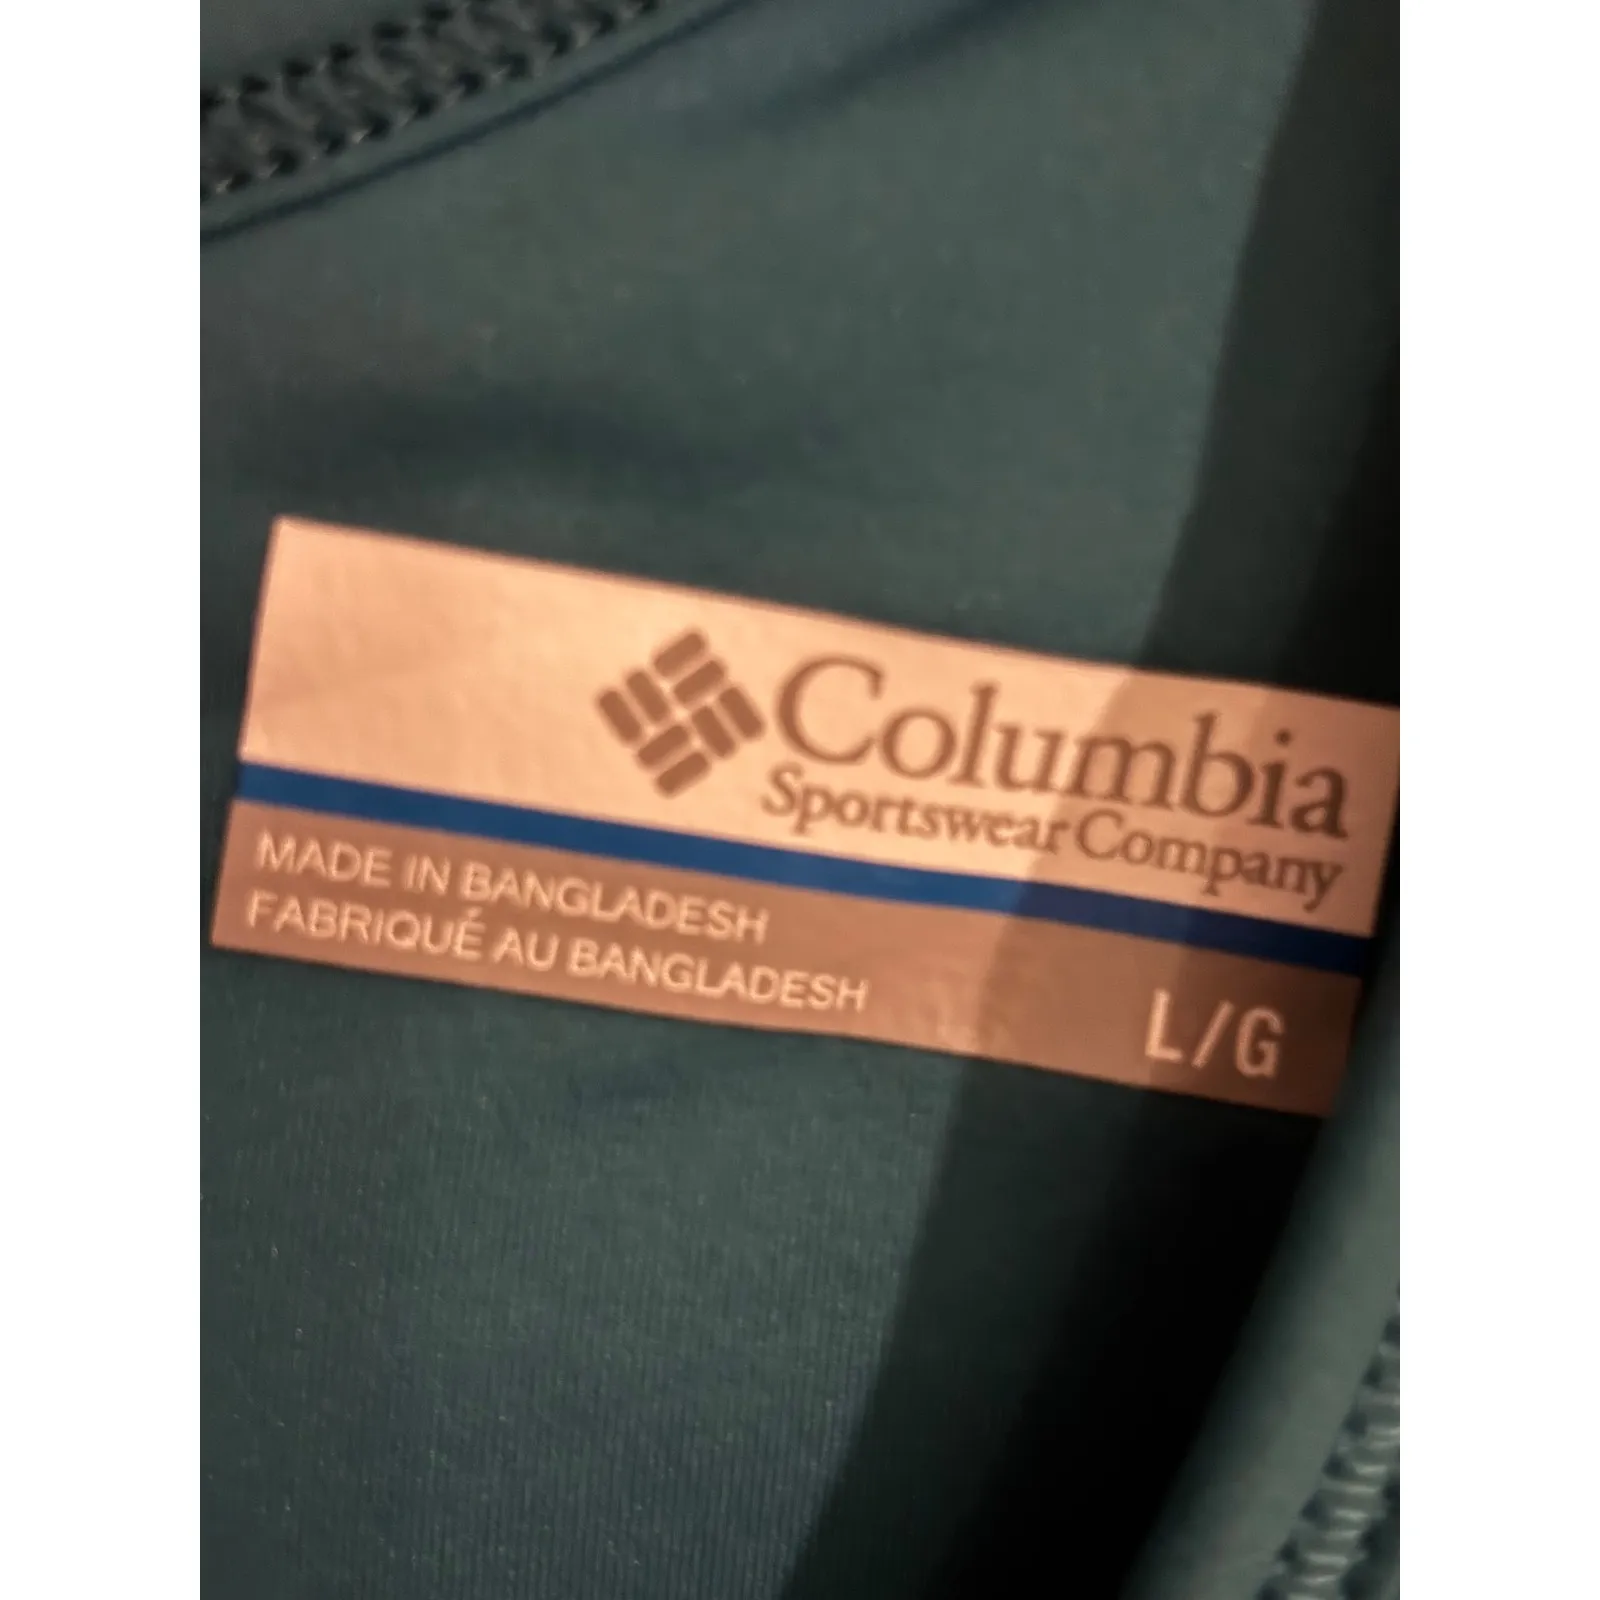 Columbia
Sportswear Company
MADE IN BANGLADESH
FABRIQUÉ AU BANGLADESH
L/G